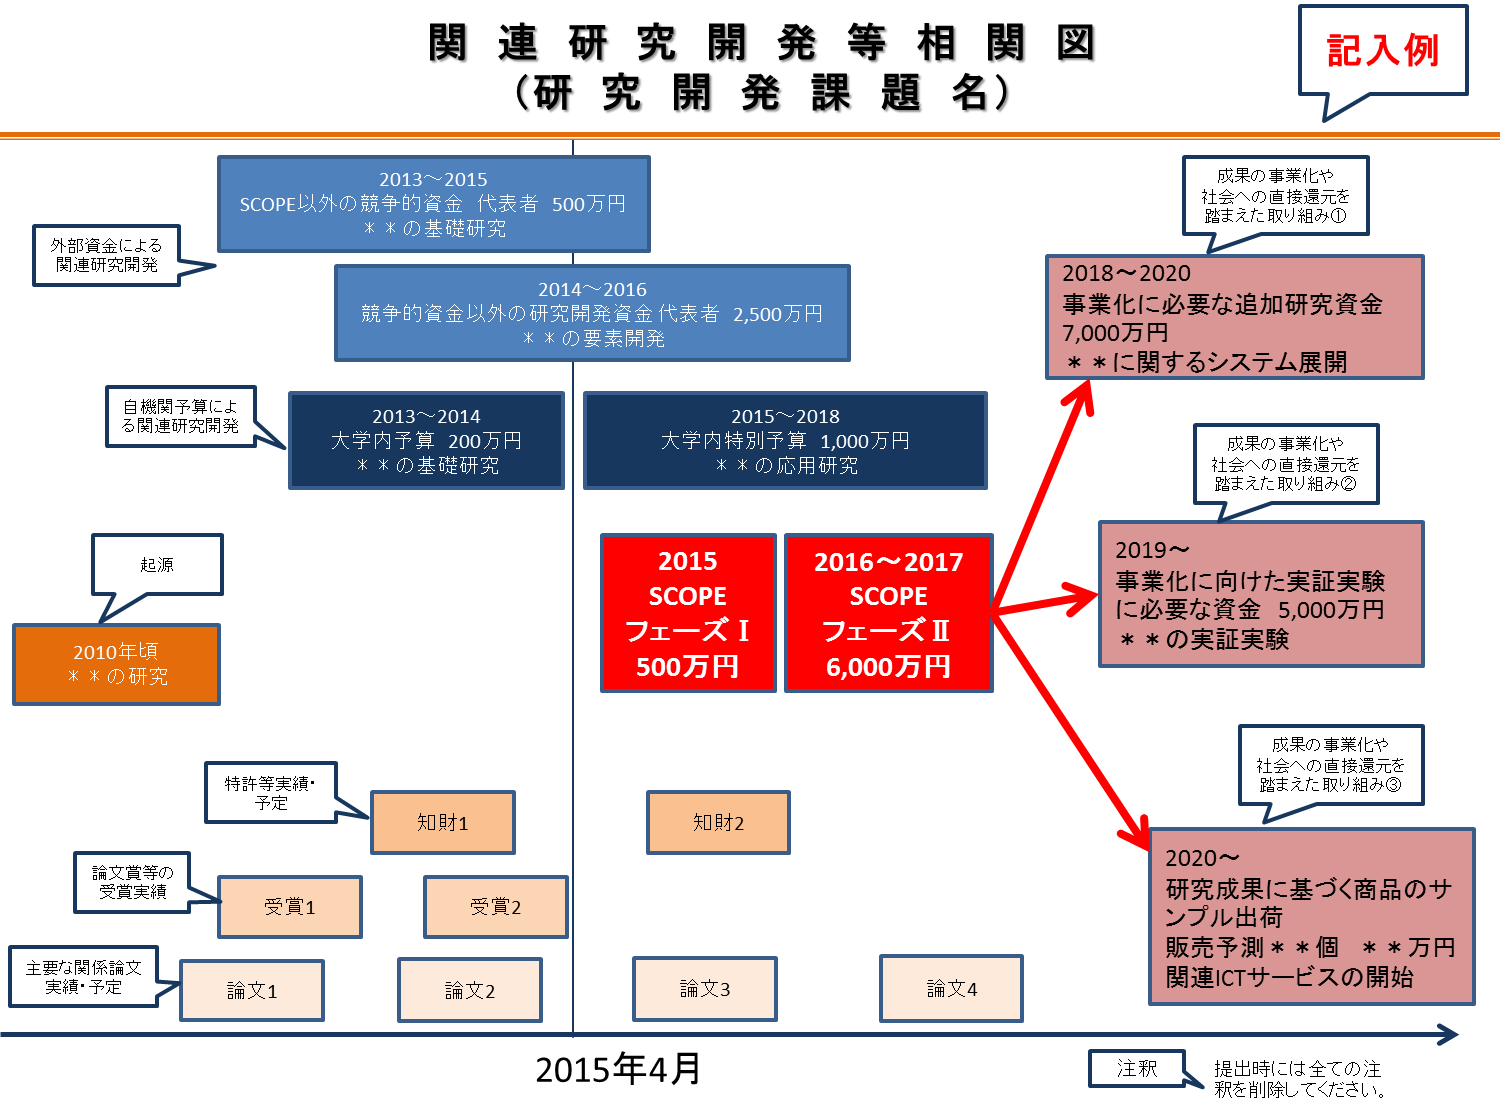 関連研究開発等相関図
（研究開発課題名）
記入例
2013～2015
SCOPE以外の競争的資金　代表者　500万円
＊＊の基礎研究
外部資金による
関連研究開発
2014～2016
競争的資金以外の研究開発資金 代表者　2,500万円
＊＊の要素開発
自機関予算によ
る関連研究開発
2013～2014
大学内予算　200万円
＊＊の基礎研究
2015～2018
大学内特別予算　1,000万円
＊＊の応用研究
成果の事業化や
社会への直接還元を
踏まえた取り組み①
2018～2020
事業化に必要な追加研究資金
7,000万円
＊＊に関するシステム展開
成果の事業化や
社会への直接還元を
踏まえた取り組み②
2019～
事業化に向けた実証実験
に必要な資金　5,000万円
＊＊の実証実験
起源
2010年頃
＊＊の研究
2015
SCOPE
フェーズⅠ
500万円
2016～2017
SCOPE
フェーズⅡ
6,000万円
成果の事業化や
社会への直接還元を
踏まえた取り組み③
2020～
研究成果に基づく商品のサ
ンプル出荷
販売予測＊＊個　＊＊万円
関連ICTサービスの開始
特許等実績・
予定
知財1
知財2
論文賞等の
受賞実績
受賞1
受賞2
主要な関係論文
実績・予定
論文1
論文2
論文3
論文4
2015年4月
注釈
提出時には全ての注
釈を削除してください。